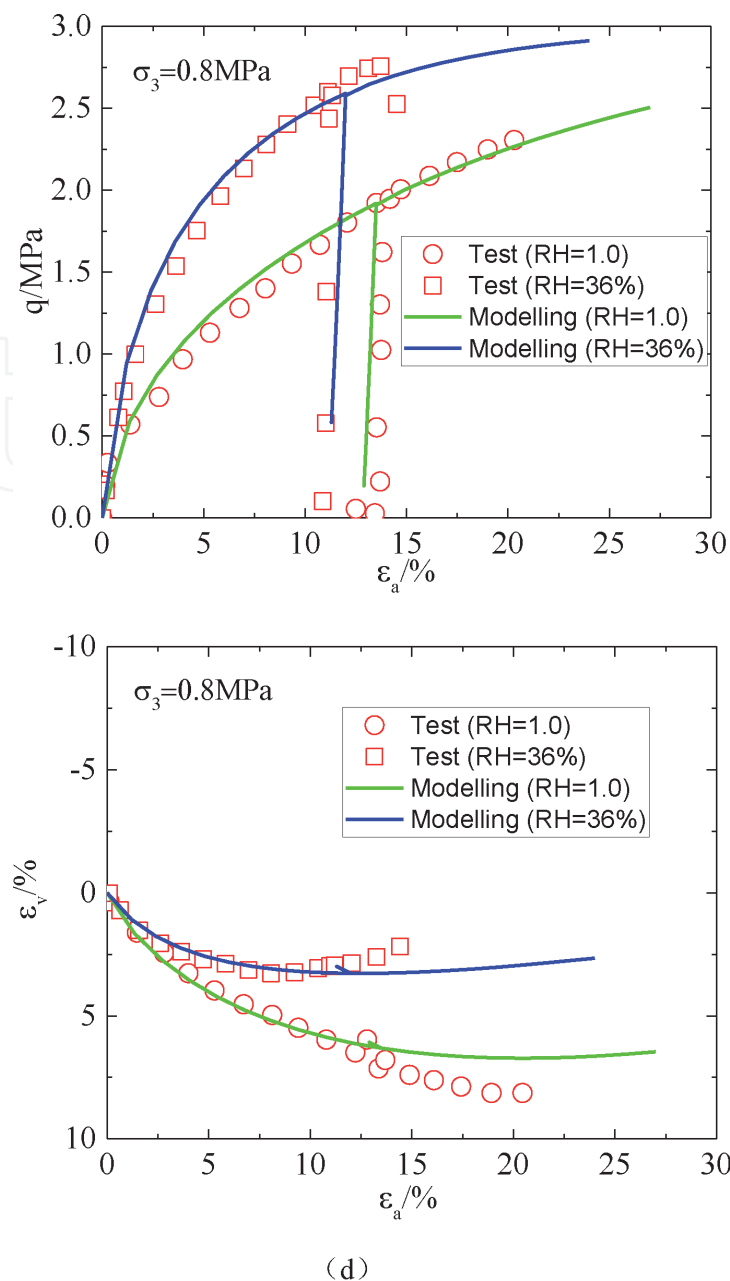 3.0
σ₃=0.8MPa
2.5
2.0
q/MPa
1.5
Test (RH=1.0)
Test (RH=36%)
Modelling (RH=1.0)
Modelling (RH=36%)
1.0
0.5
0.0
0 5 10 15 20 25 30
εₐ/%
-10
σ₃=0.8MPa
Test (RH=1.0)
Test (RH=36%)
Modelling (RH=1.0)
Modelling (RH=36%)
-5
εᵥ/%
0
5
10
0 5 10 15 20 25 30
εₐ/%
（d）